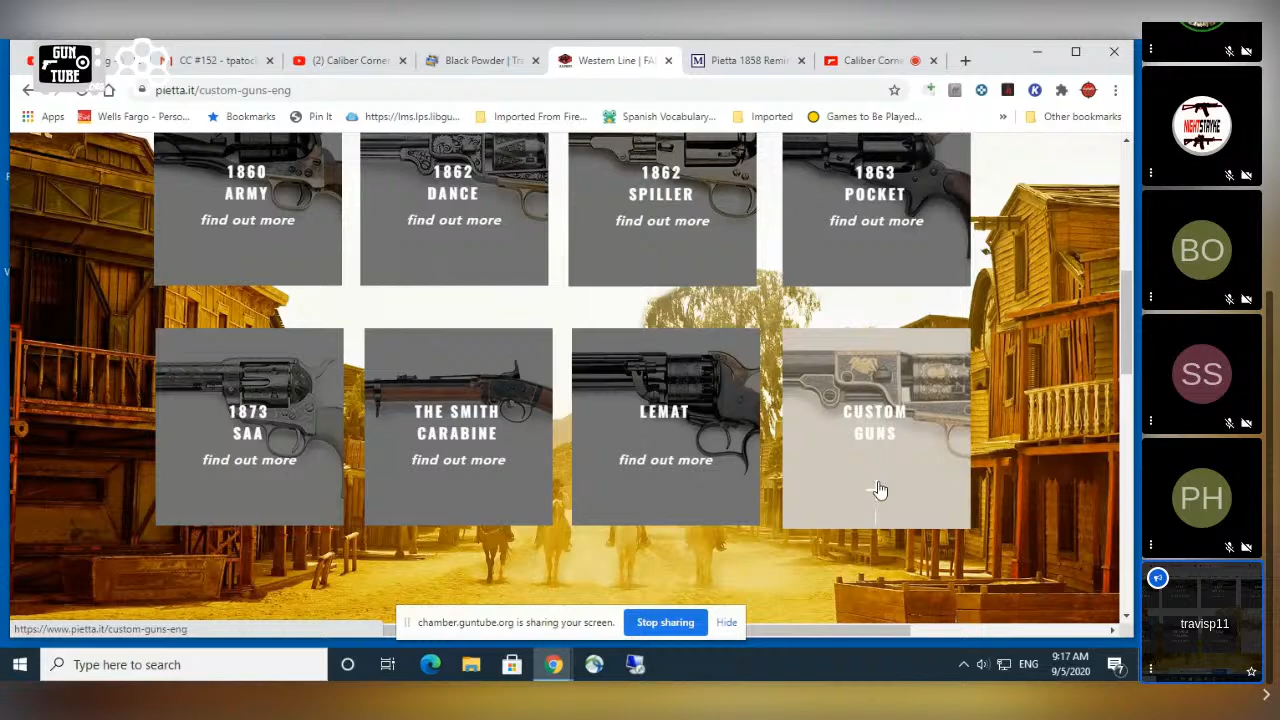 GUN
TUBE
CC #152 - tpatoc
(2) Caliber Corner
Black Powder | Tra
Western Line | FA
Pietta 1858 Remi
Caliber Corne
pietta.it/custom-guns-eng
Apps
Wells Fargo - Perso...
Bookmarks
Pin It
https://lms.lps.libgu...
Imported From Fire...
Spanish Vocabulary...
Imported
Games to Be Played...
»
Other bookmarks
1860
ARMY
find out more
1862
DANCE
find out more
1862
SPILLER
find out more
1863
POCKET
find out more
1873
SAA
find out more
THE SMITH
CARABINE
find out more
LEMAT
find out more
CUSTOM
GUNS
chamber.guntube.org is sharing your screen.
Stop sharing
Hide
https://www.pietta.it/custom-guns-eng
Type here to search
ENG
9:17 AM
9/5/2020
7
NIGHTSTRYKE
BO
SS
PH
travisp11